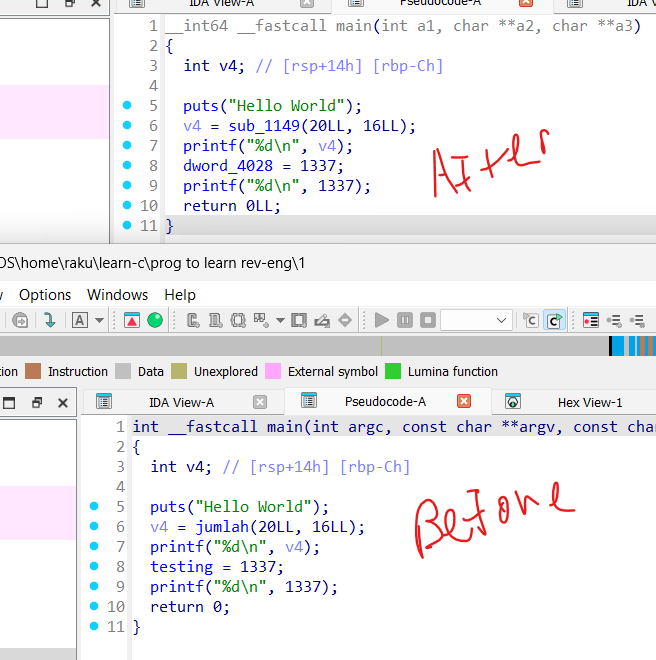 IDA View-A
Pseudocode-A
IDA V
1 __int64 __fastcall main(int a1, char **a2, char **a3)
2 {
3 int v4; // [rsp+14h] [rbp-Ch]
4
5 puts("Hello World");
6 v4 = sub_1149(20LL, 16LL);
7 printf("%d\n", v4);
8 dword_4028 = 1337;
9 printf("%d\n", 1337);
10 return 0LL;
11 }
After
OS\home\raku\learn-c\prog to learn rev-eng\1
Options Windows Help
Instruction Data Unexplored External symbol Lumina function
IDA View-A Pseudocode-A Hex View-1
1 int __fastcall main(int argc, const char **argv, const cha
2 {
3 int v4; // [rsp+14h] [rbp-Ch]
4
5 puts("Hello World");
6 v4 = jumlah(20LL, 16LL);
7 printf("%d\n", v4);
8 testing = 1337;
9 printf("%d\n", 1337);
10 return 0;
11 }
Before